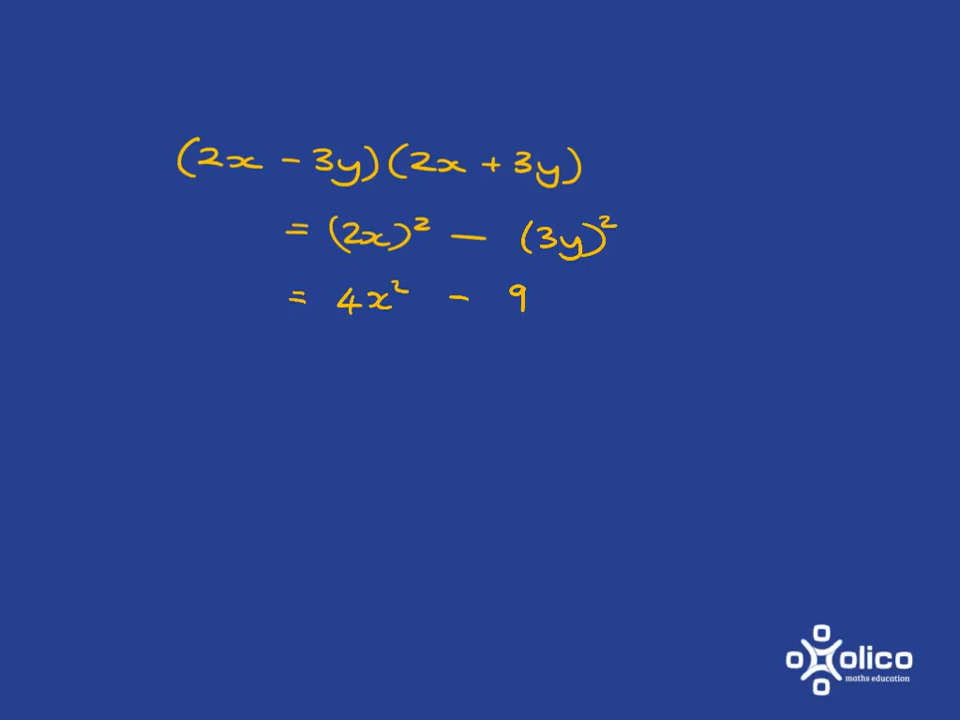 (2x - 3y)(2x + 3y)
= (2x)² - (3y)²
= 4x² - 9
olico
maths education